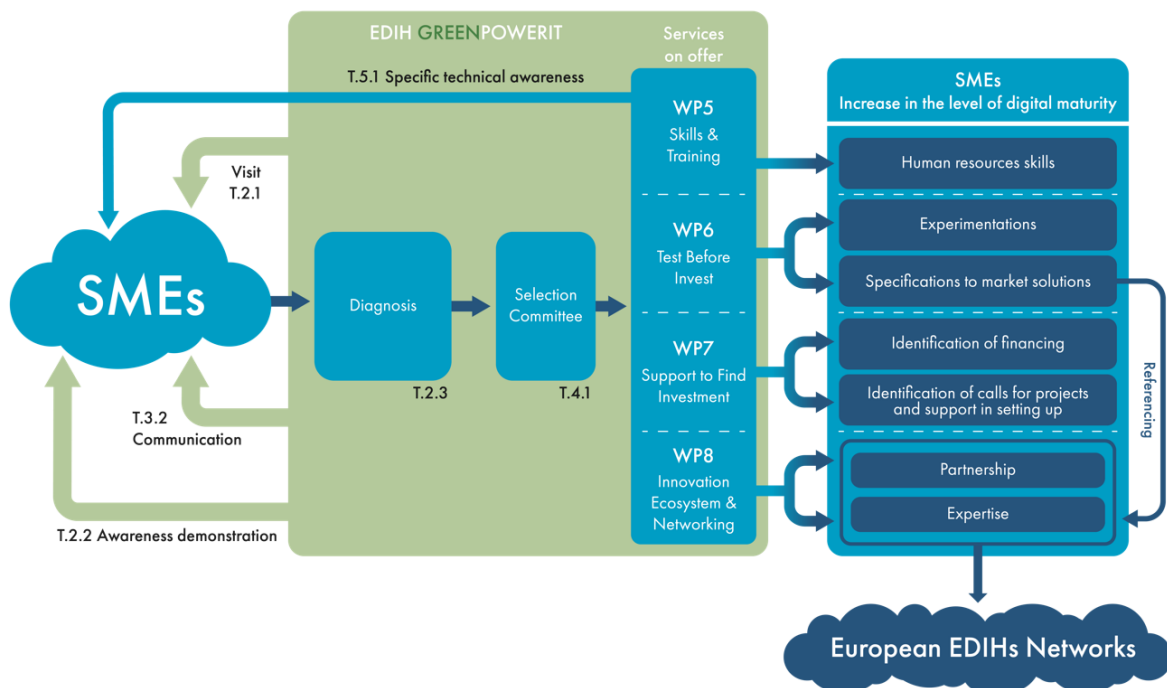 EDIH GREENPOWERIT
Services
on offer
T.5.1 Specific technical awareness
Visit
T.2.1
SMEs
Diagnosis
T.2.3
Selection
Committee
T.4.1
T.3.2
Communication
T.2.2 Awareness demonstration
WP5
Skills &
Training
WP6
Test Before
Invest
WP7
Support to Find
Investment
WP8
Innovation
Ecosystem &
Networking
SMEs
Increase in the level of digital maturity
Human resources skills
Experimentations
Specifications to market solutions
Identification of financing
Identification of calls for projects
and support in setting up
Partnership
Expertise
Referencing
European EDIHs Networks